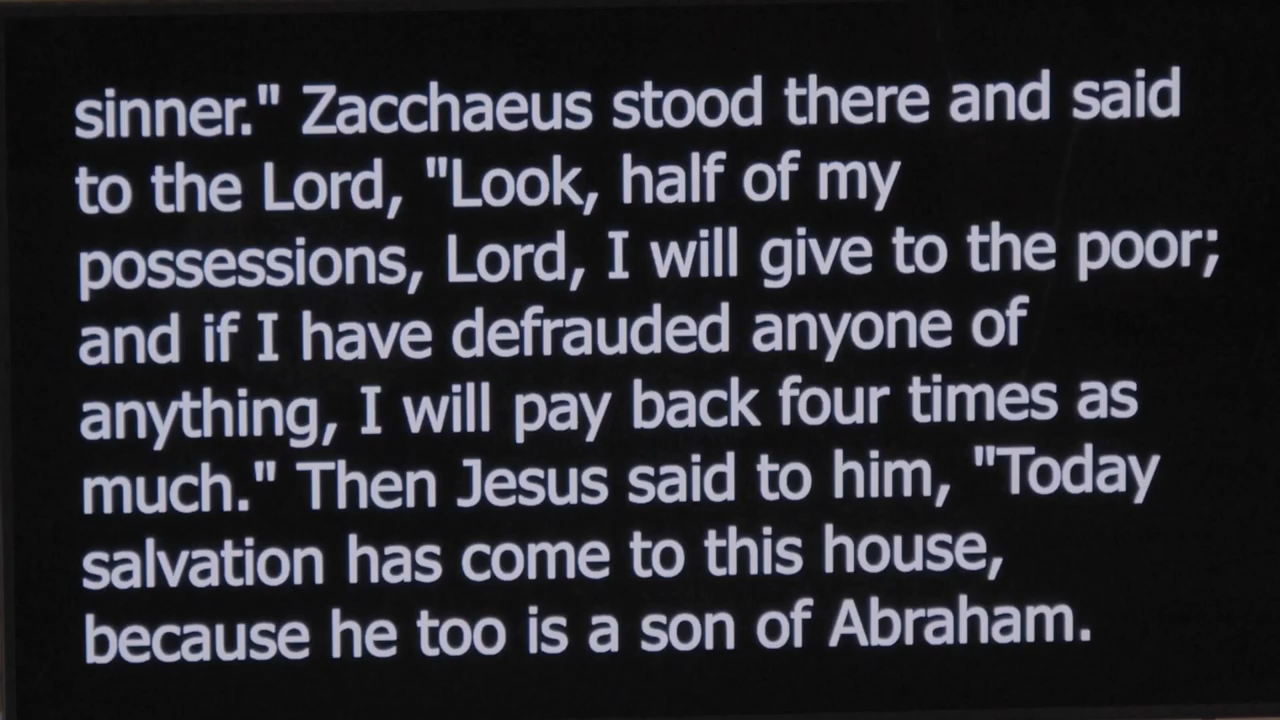 sinner." Zacchaeus stood there and said
to the Lord, "Look, half of my
possessions, Lord, I will give to the poor;
and if I have defrauded anyone of
anything, I will pay back four times as
much." Then Jesus said to him, "Today
salvation has come to this house,
because he too is a son of Abraham.